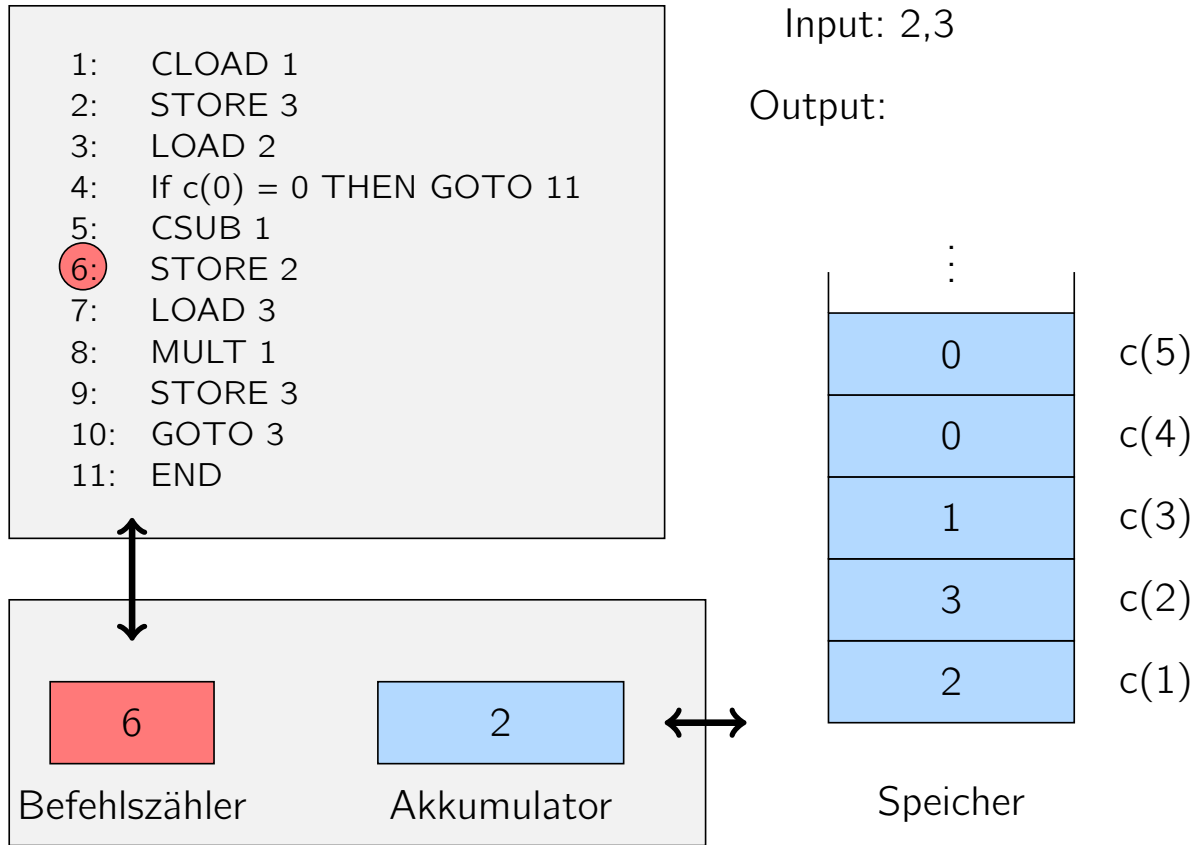 1: CLOAD 1
2: STORE 3
3: LOAD 2
4: If c(0) = 0 THEN GOTO 11
5: CSUB 1
6: STORE 2
7: LOAD 3
8: MULT 1
9: STORE 3
10: GOTO 3
11: END
Input: 2,3
Output:
⋮
0 c(5)
0 c(4)
1 c(3)
3 c(2)
2 c(1)
Speicher
6 2
Befehlszähler Akkumulator